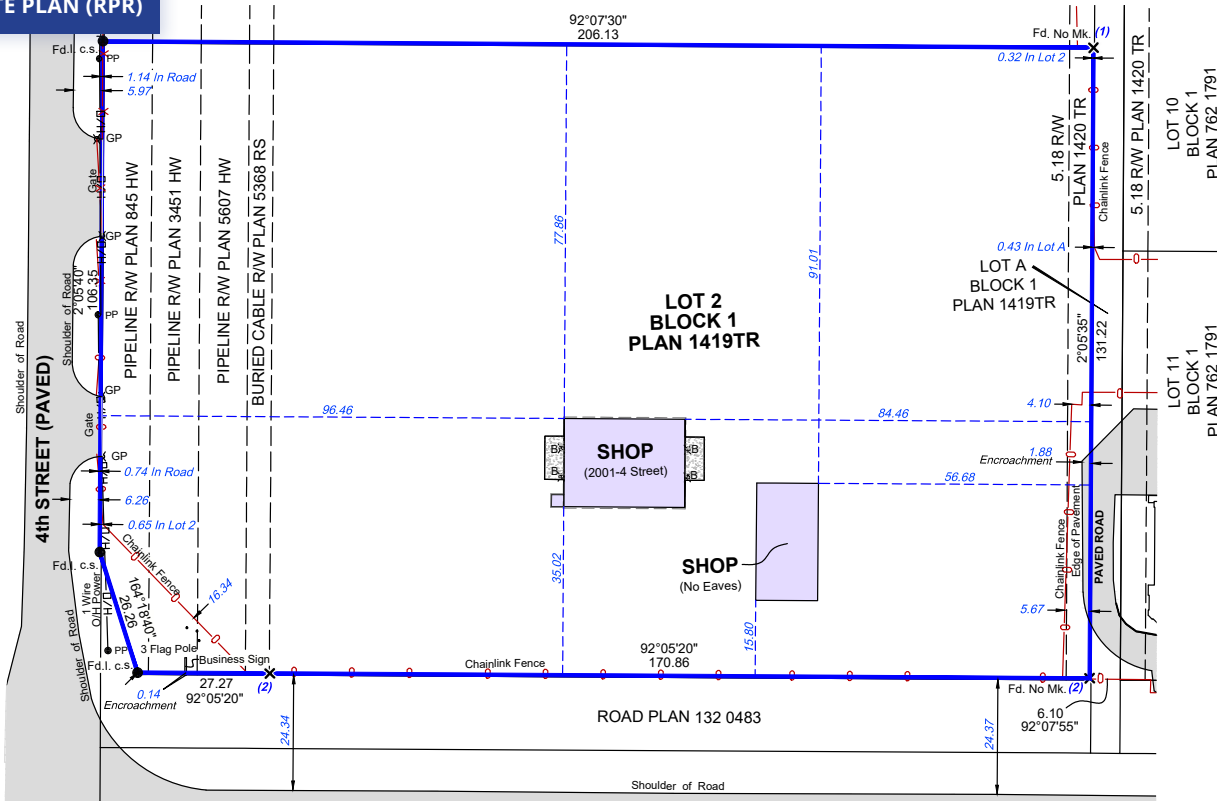 TE PLAN (RPR)
92°07'30"
206.13
Fd.I. c.s.
PP
1.14 In Road
5.97
GP
Gate
GP
2°05'40"
106.35
PP
Shoulder of Road
GP
Gate
GP
0.74 In Road
6.26
0.65 In Lot 2
Fd.I. c.s.
Shoulder of Road
4th STREET (PAVED)
PIPELINE R/W PLAN 845 HW
PIPELINE R/W PLAN 3451 HW
PIPELINE R/W PLAN 5607 HW
BURIED CABLE R/W PLAN 5368 RS
77.86
91.01
LOT 2
BLOCK 1
PLAN 1419TR
96.46
84.46
SHOP
(2001-4 Street)
B
B
B
B
56.68
SHOP
(No Eaves)
35.02
15.80
Fd. No Mk. (1)
0.32 In Lot 2
5.18 R/W
PLAN 1420 TR
Chainlink Fence
5.18 R/W PLAN 1420 TR
LOT 10
BLOCK 1
PLAN 762 1791
0.43 In Lot A
LOT A
BLOCK 1
PLAN 1419TR
2°05'35"
131.22
LOT 11
BLOCK 1
PLAN 762 1791
4.10
1.88
Encroachment
Chainlink Fence
Edge of Pavement
PAVED ROAD
5.67
Chainlink Fence
16.34
164°18'40"
26.26
1 Wire
O/H Power
Shoulder of Road
PP
3 Flag Pole
Business Sign
Fd.I. c.s.
0.14
Encroachment
27.27
92°05'20"
(2)
Chainlink Fence
92°05'20"
170.86
Fd. No Mk. (2)
6.10
92°07'55"
24.34
ROAD PLAN 132 0483
24.37
Shoulder of Road